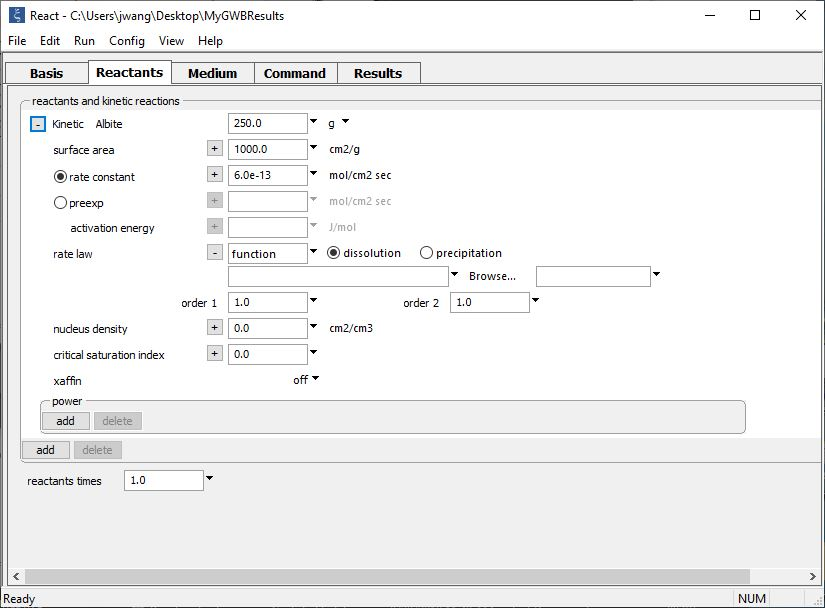 React - C:\Users\jwang\Desktop\MyGWBResults
File Edit Run Config View Help
Basis Reactants Medium Command Results
reactants and kinetic reactions
- Kinetic Albite 250.0 g
surface area + 1000.0 cm2/g
rate constant + 6.0e-13 mol/cm2 sec
preexp + mol/cm2 sec
activation energy + J/mol
rate law - function dissolution precipitation
Browse...
order 1 1.0 order 2 1.0
nucleus density + 0.0 cm2/cm3
critical saturation index + 0.0
xaffin off
power
add delete
add delete
reactants times 1.0
Ready NUM